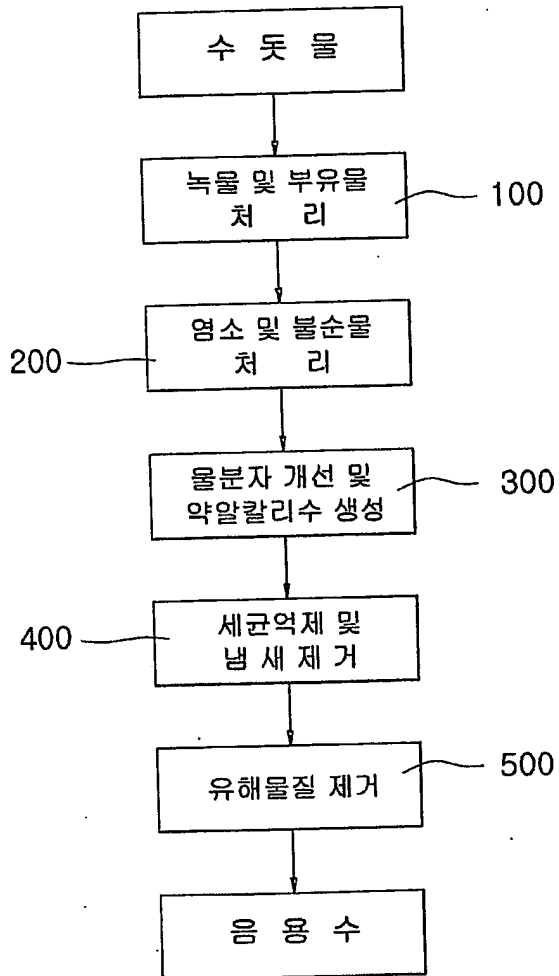 수 돗 물
녹물 및 부유물
처 리
100
염소 및 불순물
처 리
200
물분자 개선 및
약알칼리수 생성
300
세균억제 및
냄 새 제 거
400
유해물질 제거
500
음 용 수